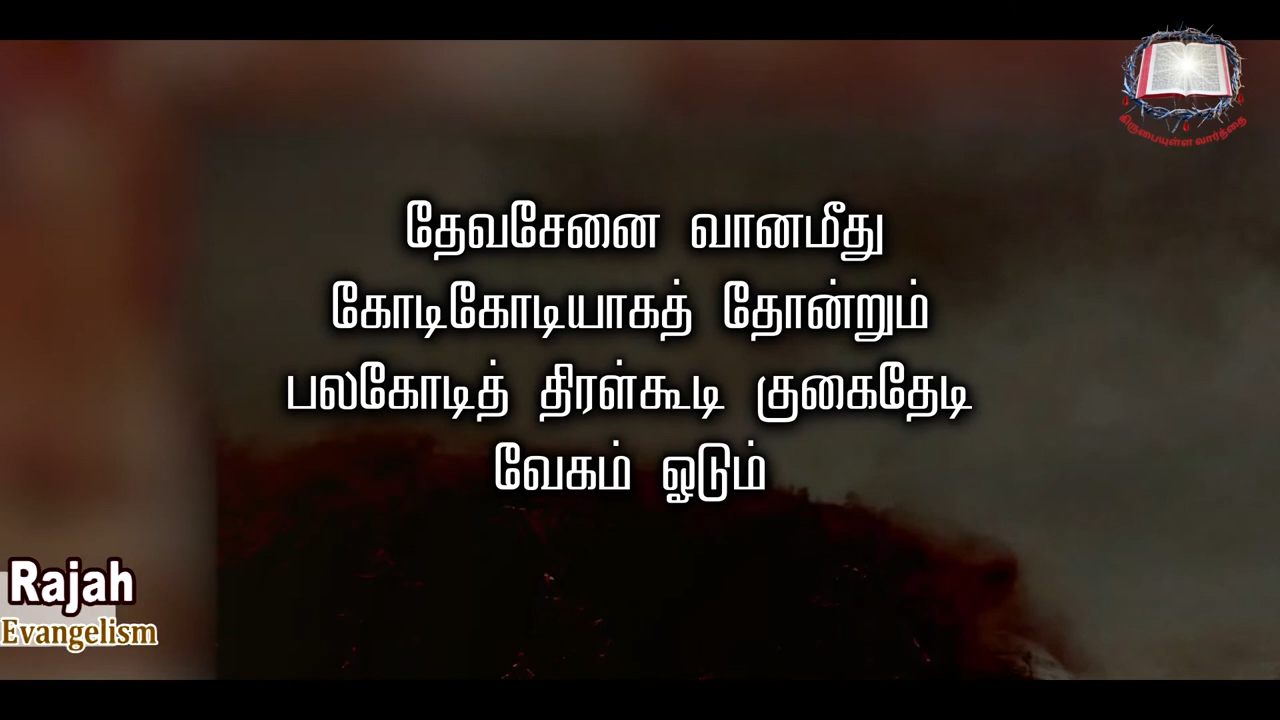 திருபையுள்ள வார்த்தை
தேவசேனை வானமீது
கோடிகோடியாகத் தோன்றும்
பலகோடித் திரள்கூடி குகைதேடி
வேகம் ஓடும்
Rajah
Evangelism